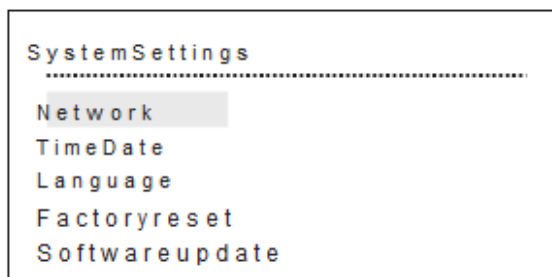 SystemSettings
Network
TimeDate
Language
Factoryreset
Softwareupdate